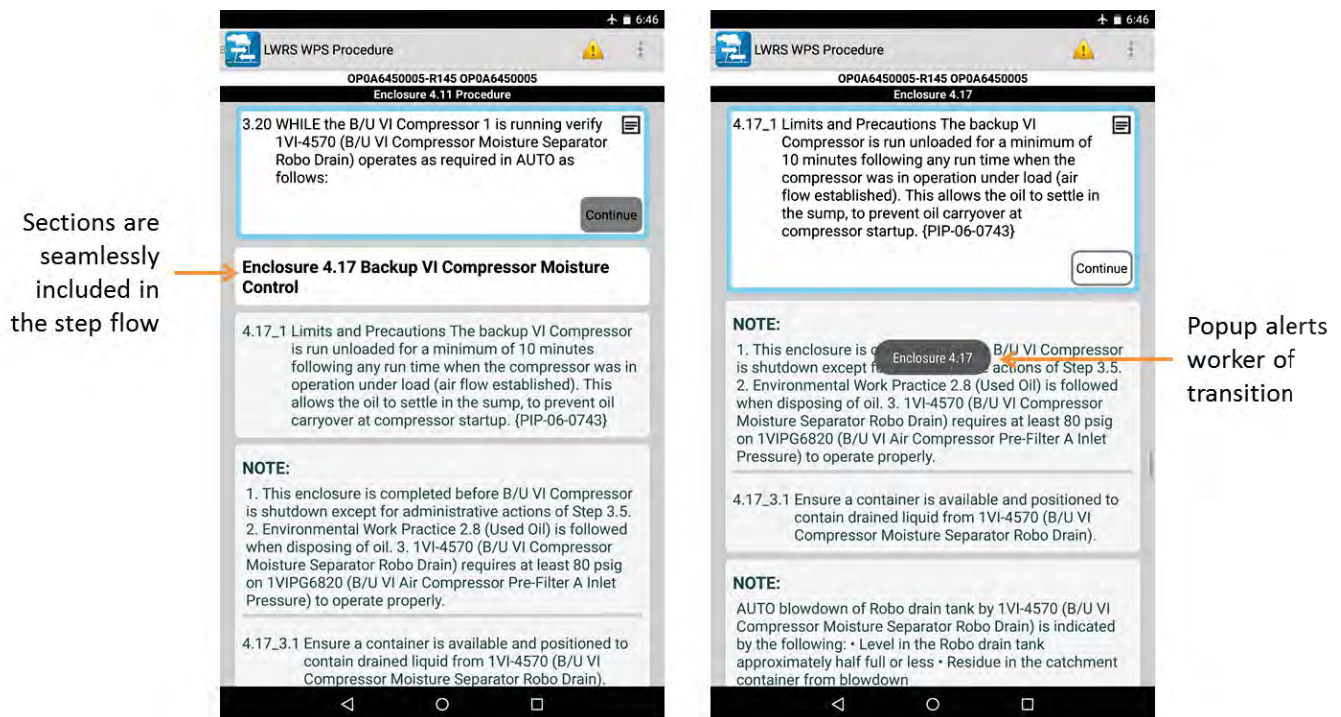 Sections are
seamlessly
included in
the step flow
6:46
LWRS WPS Procedure
OP0A6450005-R145 OP0A6450005
Enclosure 4.11 Procedure
3.20 WHILE the B/U VI Compressor 1 is running verify
1VI-4570 (B/U VI Compressor Moisture Separator
Robo Drain) operates as required in AUTO as
follows:
Continue
Enclosure 4.17 Backup VI Compressor Moisture
Control
4.17_1 Limits and Precautions The backup VI Compressor
is run unloaded for a minimum of 10 minutes
following any run time when the compressor was in
operation under load (air flow established). This
allows the oil to settle in the sump, to prevent oil
carryover at compressor startup. {PIP-06-0743}
NOTE:
1. This enclosure is completed before B/U VI Compressor
is shutdown except for administrative actions of Step 3.5.
2. Environmental Work Practice 2.8 (Used Oil) is followed
when disposing of oil. 3. 1VI-4570 (B/U VI Compressor
Moisture Separator Robo Drain) requires at least 80 psig
on 1VIPG6820 (B/U VI Air Compressor Pre-Filter A Inlet
Pressure) to operate properly.
4.17_3.1 Ensure a container is available and positioned to
contain drained liquid from 1VI-4570 (B/U VI
Compressor Moisture Separator Robo Drain).
6:46
LWRS WPS Procedure
OP0A6450005-R145 OP0A6450005
Enclosure 4.17
4.17_1 Limits and Precautions The backup VI
Compressor is run unloaded for a minimum of
10 minutes following any run time when the
compressor was in operation under load (air
flow established). This allows the oil to settle in
the sump, to prevent oil carryover at
compressor startup. {PIP-06-0743}
Continue
NOTE:
1. This enclosure is B/U VI Compressor
is shutdown except actions of Step 3.5.
Enclosure 4.17
2. Environmental Work Practice 2.8 (Used Oil) is followed
when disposing of oil. 3. 1VI-4570 (B/U VI Compressor
Moisture Separator Robo Drain) requires at least 80 psig
on 1VIPG6820 (B/U VI Air Compressor Pre-Filter A Inlet
Pressure) to operate properly.
4.17_3.1 Ensure a container is available and positioned to
contain drained liquid from 1VI-4570 (B/U VI
Compressor Moisture Separator Robo Drain).
NOTE:
AUTO blowdown of Robo drain tank by 1VI-4570 (B/U VI
Compressor Moisture Separator Robo Drain) is indicated
by the following: • Level in the Robo drain tank
approximately half full or less • Residue in the catchment
container from blowdown
Popup alerts
worker of
transition